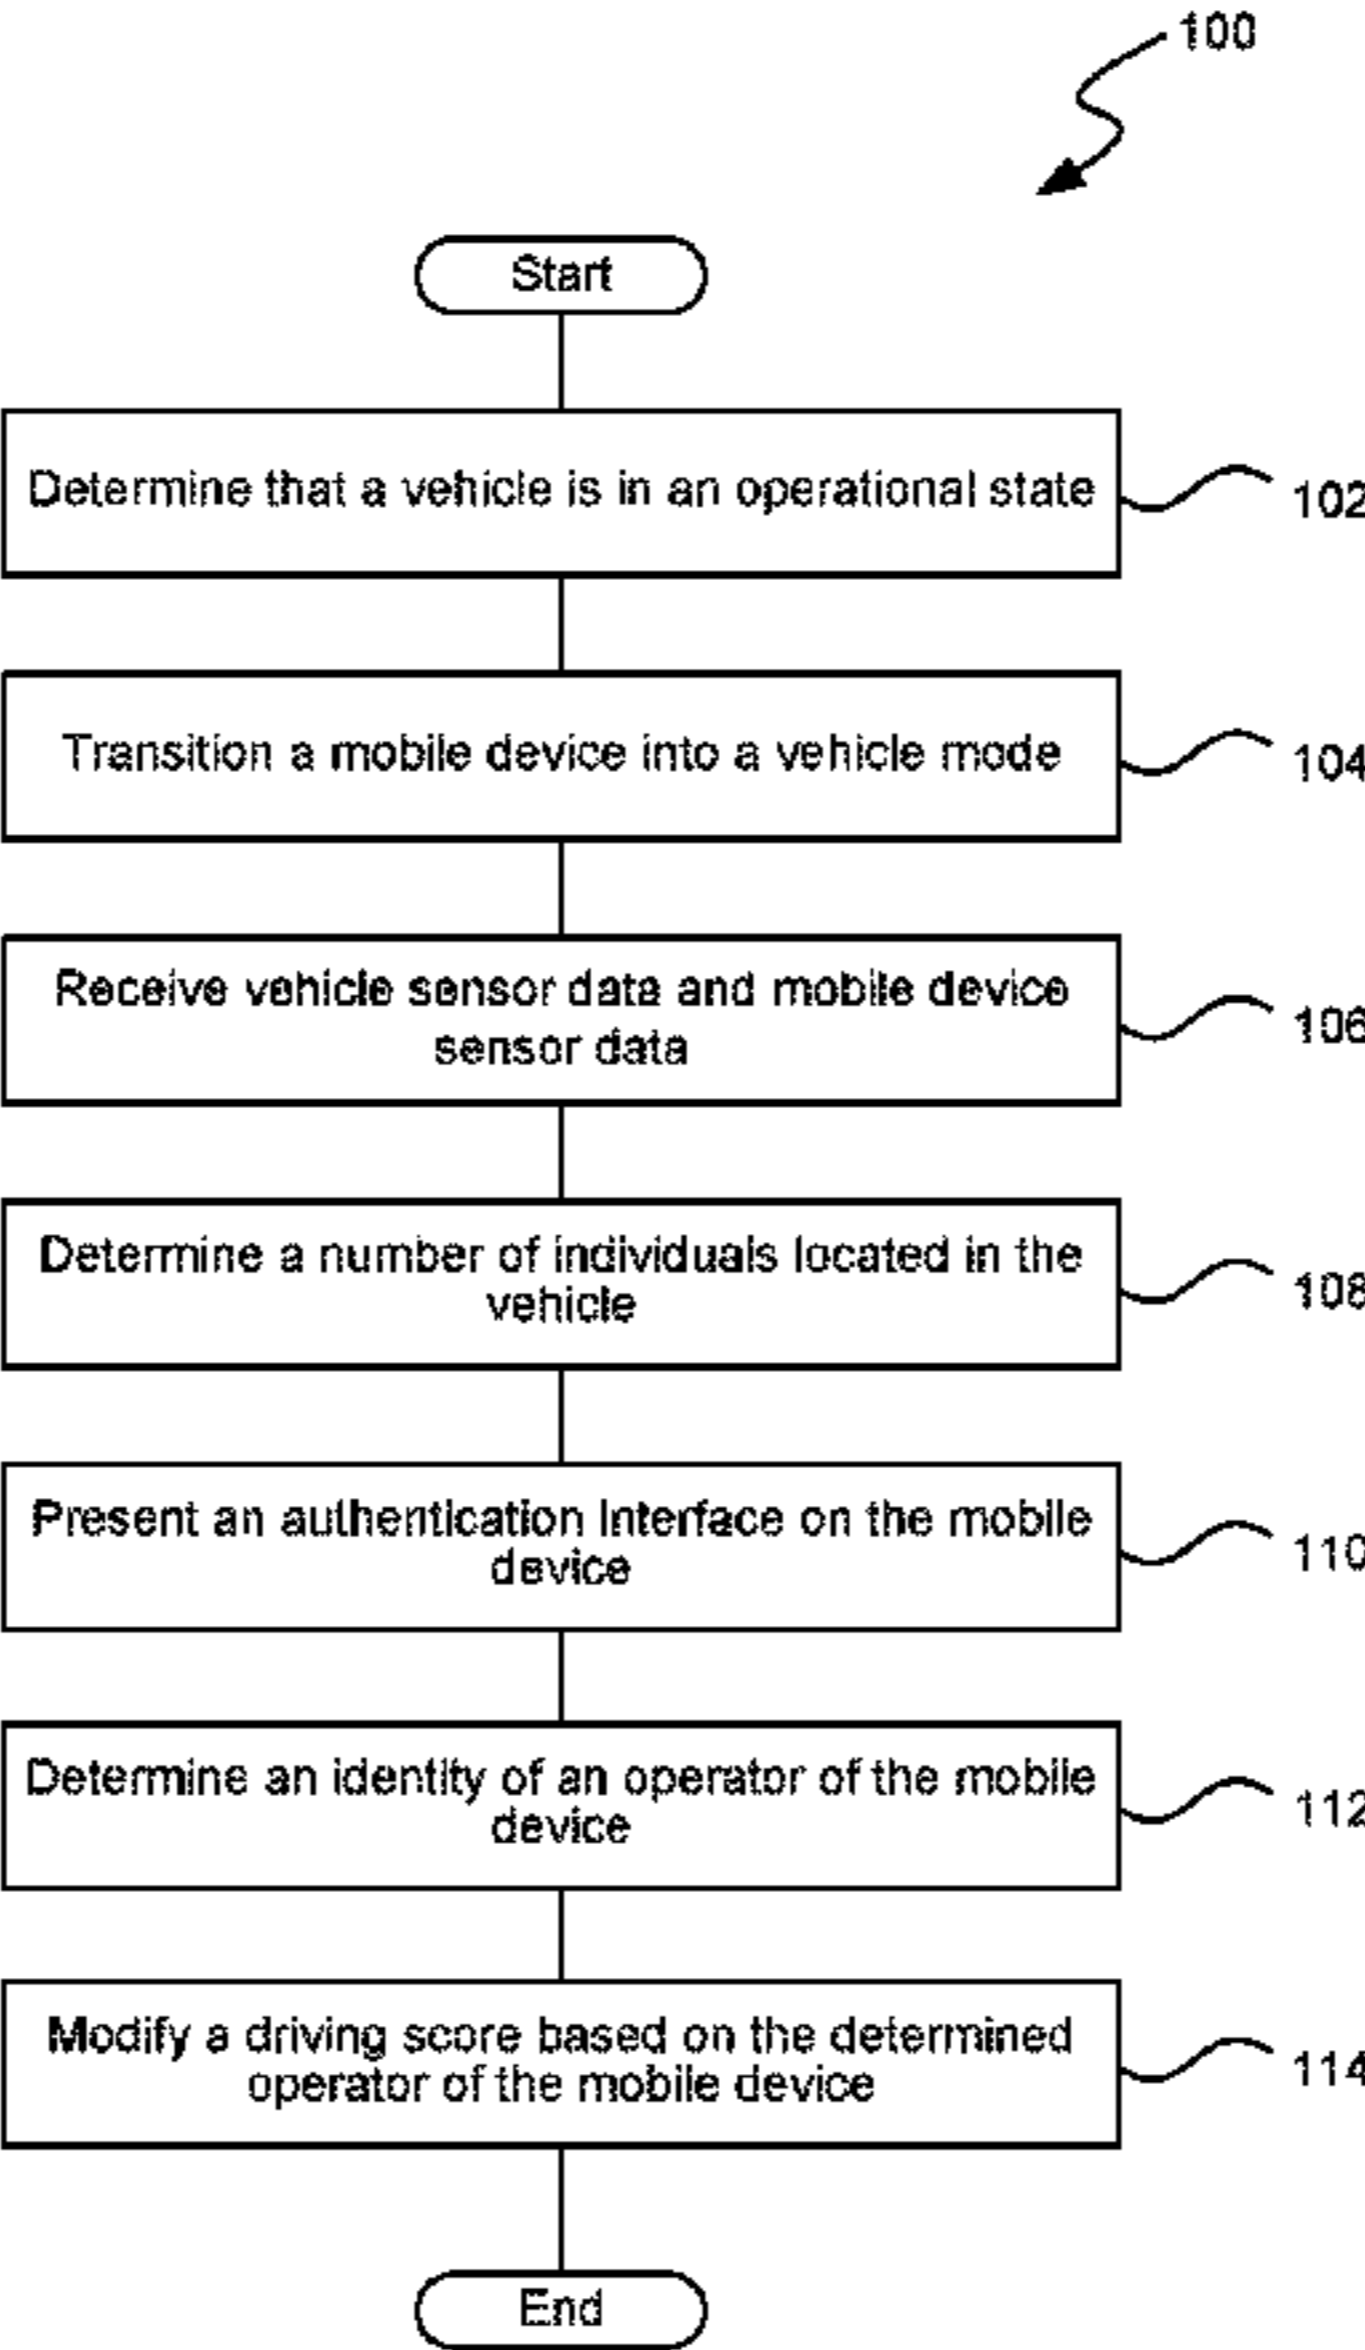 100
Start
Determine that a vehicle is in an operational state
102
Transition a mobile device into a vehicle mode
104
Receive vehicle sensor data and mobile device
sensor data
106
Determine a number of individuals located in the
vehicle
108
Present an authentication Interface on the mobile
device
110
Determine an identity of an operator of the mobile
device
112
Modify a driving score based on the determined
operator of the mobile device
114
End